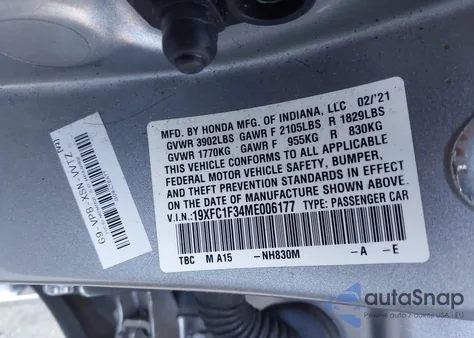 MFD. BY HONDA MFG. OF INDIANA, LLC 02/'21
GVWR 3902LBS GAWR F 2105LBS R 1829LBS
GVWR 1770KG GAWR F 955KG R 830KG
THIS VEHICLE CONFORMS TO ALL APPLICABLE
FEDERAL MOTOR VEHICLE SAFETY, BUMPER,
AND THEFT PREVENTION STANDARDS IN EFFECT
ON THE DATE OF MANUFACTURE SHOWN ABOVE.
V.I.N.:19XFC1F34ME006177 TYPE: PASSENGER CAR
TBC M A15 -NH830M -A -E
autoSnap